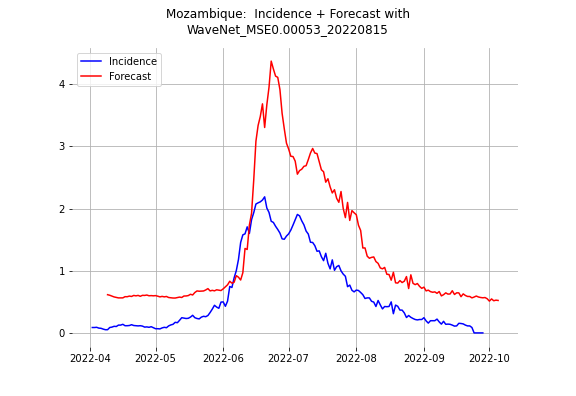 Mozambique:  Incidence + Forecast with
WaveNet_MSE0.00053_20220815
Incidence
Forecast
4
3
2
1
0
2022-04 2022-05 2022-06 2022-07 2022-08 2022-09 2022-10